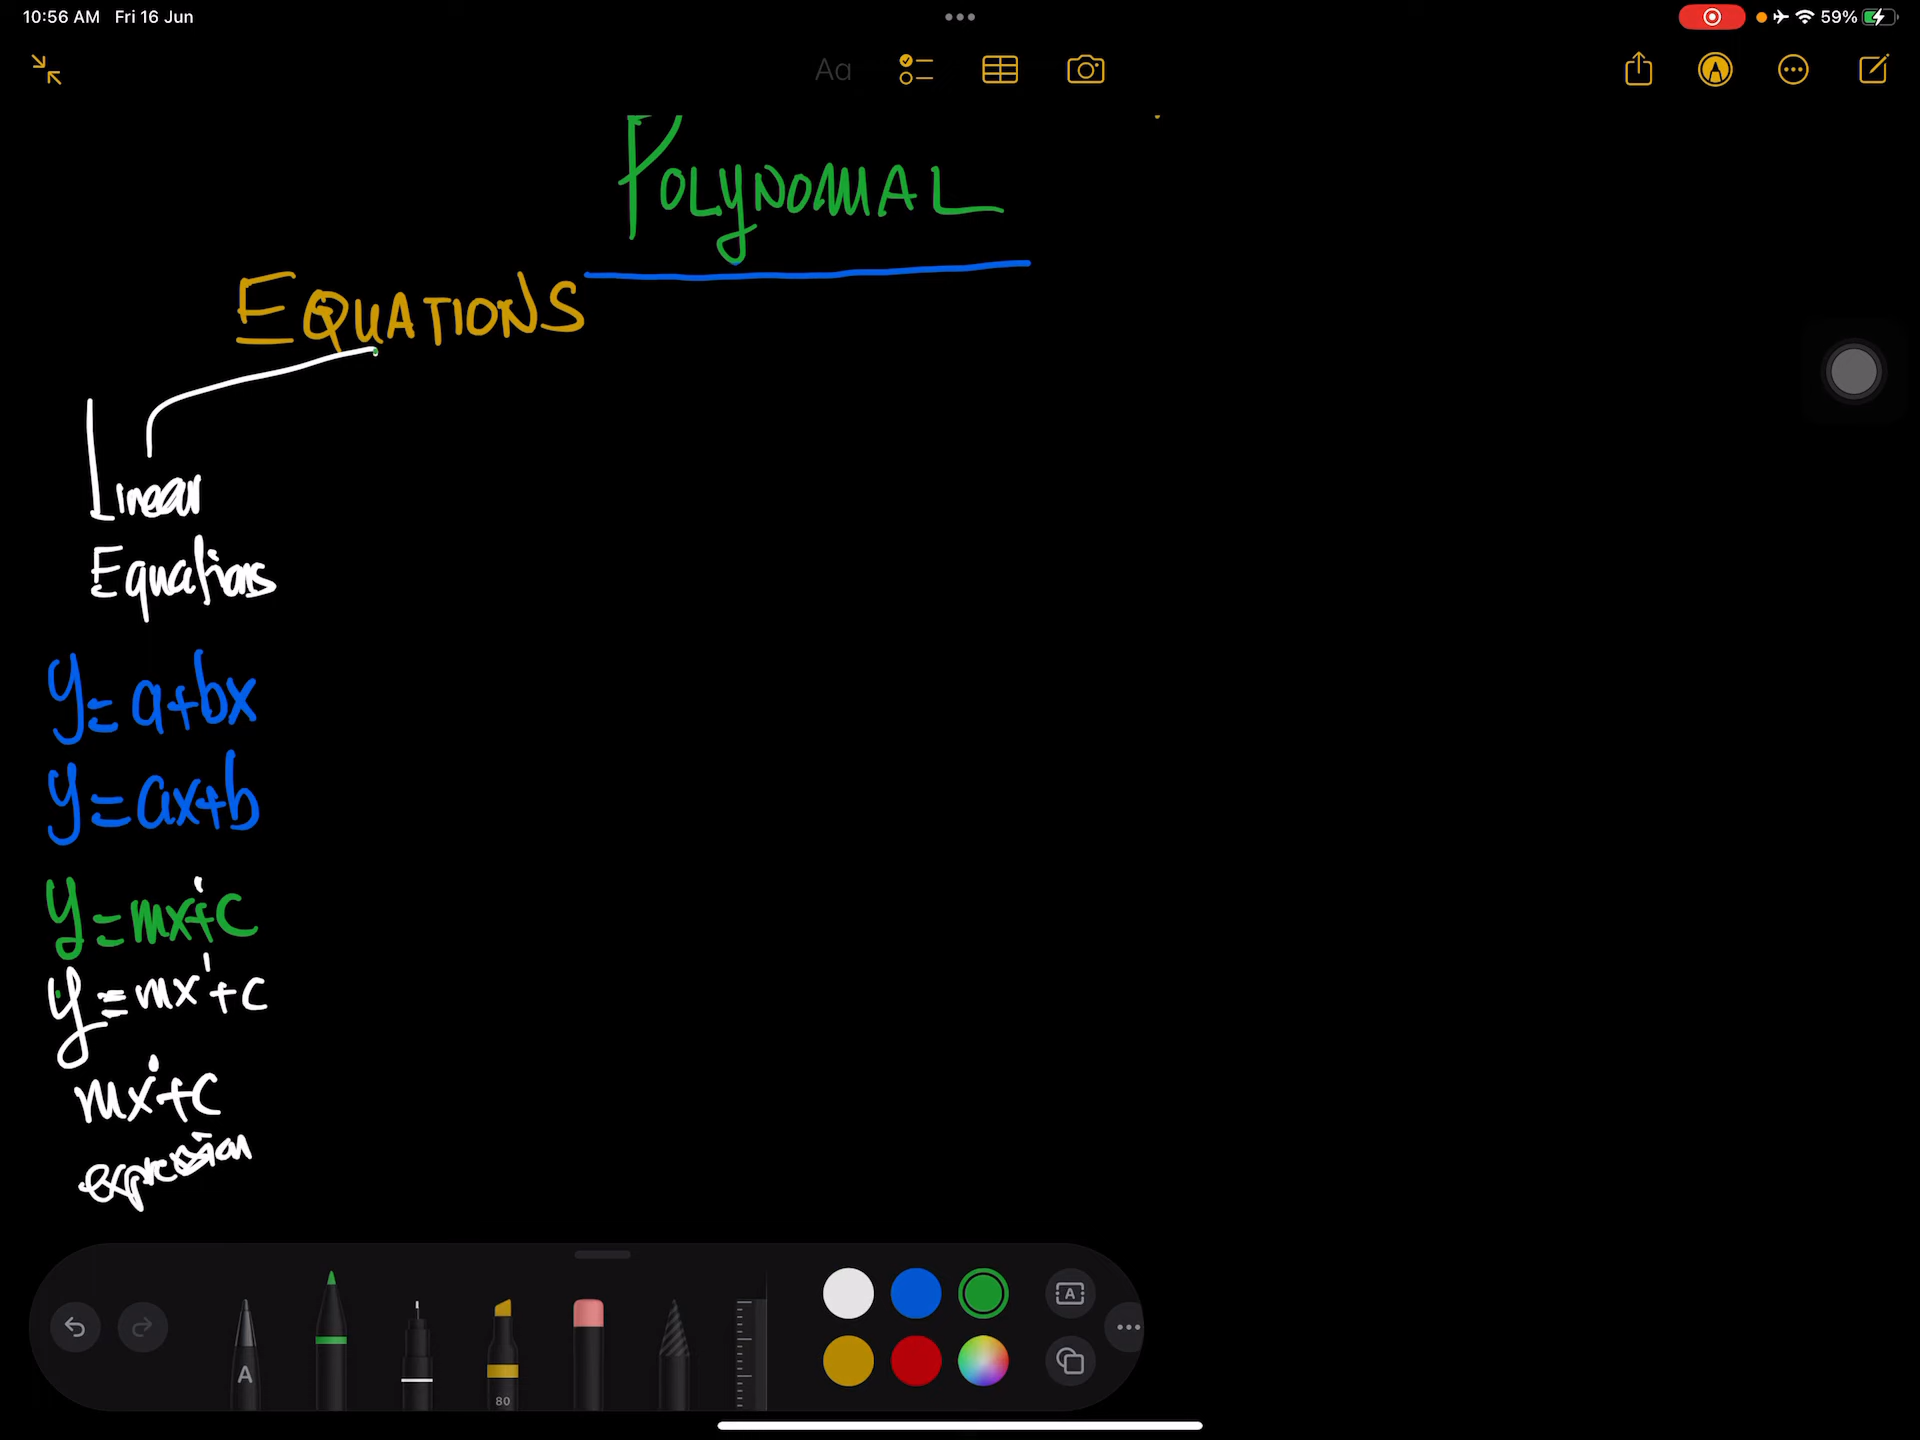 10:56 AM Fri 16 Jun
59%
Aa
POLYNOMAL
EQUATIONS
Linear
Equations
y = a+bx
y = ax+b
y = mx¹+c
y = mx¹+c
mx¹+c
expression
A
80
A